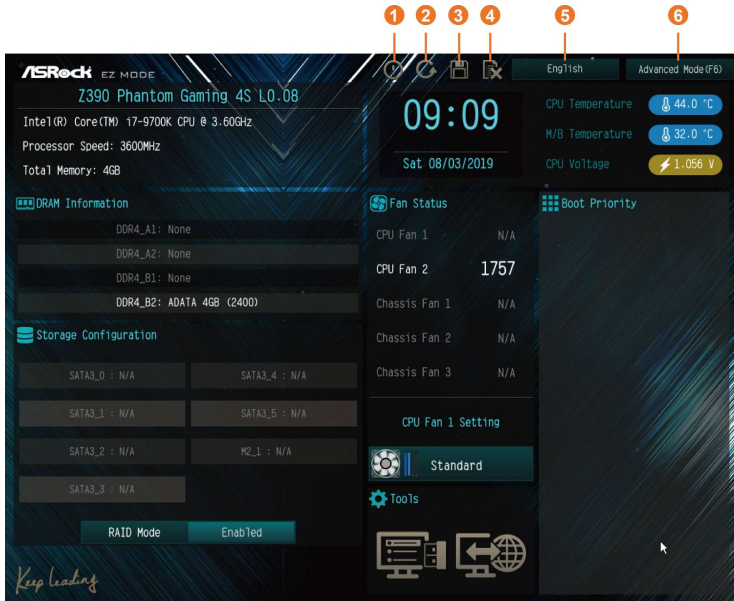 1 2 3 4 5 6
ASRock EZ MODE
English
Advanced Mode(F6)
Z390 Phantom Gaming 4S L0.08
Intel(R) Core(TM) i7-9700K CPU @ 3.60GHz
Processor Speed: 3600MHz
Total Memory: 4GB
09:09
Sat 08/03/2019
CPU Temperature 44.0 °C
M/B Temperature 32.0 °C
CPU Voltage 1.056 V
DRAM Information
DDR4_A1: None
DDR4_A2: None
DDR4_B1: None
DDR4_B2: ADATA 4GB (2400)
Storage Configuration
SATA3_0 : N/A
SATA3_4 : N/A
SATA3_1 : N/A
SATA3_5 : N/A
SATA3_2 : N/A
M2_1 : N/A
SATA3_3 : N/A
RAID Mode Enabled
Keep Leading
Fan Status
CPU Fan 1 N/A
CPU Fan 2 1757
Chassis Fan 1 N/A
Chassis Fan 2 N/A
Chassis Fan 3 N/A
CPU Fan 1 Setting
Standard
Tools
Boot Priority